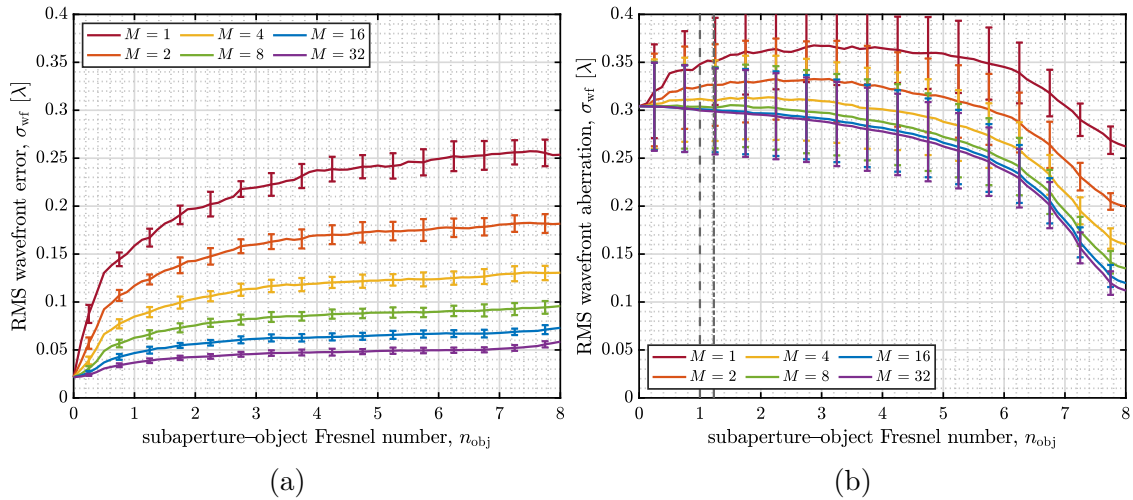 0.4
0.35
0.3
0.25
0.2
0.15
0.1
0.05
0
RMS wavefront error, σ_wf [λ]
M = 1 M = 4 M = 16
M = 2 M = 8 M = 32
0 1 2 3 4 5 6 7 8
subaperture–object Fresnel number, n_obj
(a)
0.4
0.35
0.3
0.25
0.2
0.15
0.1
0.05
0
RMS wavefront aberration, σ_wf [λ]
M = 1 M = 4 M = 16
M = 2 M = 8 M = 32
0 1 2 3 4 5 6 7 8
subaperture–object Fresnel number, n_obj
(b)